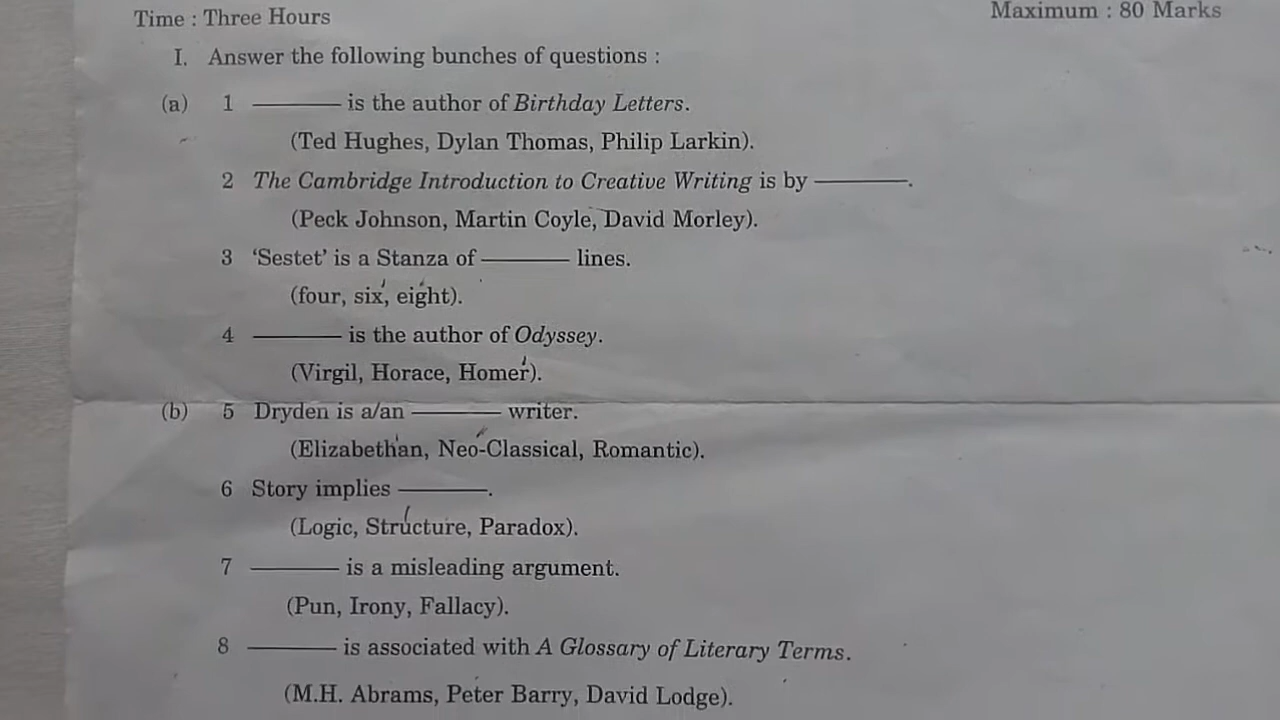 Time : Three Hours Maximum : 80 Marks
I. Answer the following bunches of questions :
(a) 1 ——— is the author of Birthday Letters.
(Ted Hughes, Dylan Thomas, Philip Larkin).
2 The Cambridge Introduction to Creative Writing is by ———.
(Peck Johnson, Martin Coyle, David Morley).
3 ‘Sestet’ is a Stanza of ——— lines.
(four, six, eight).
4 ——— is the author of Odyssey.
(Virgil, Horace, Homer).
(b) 5 Dryden is a/an ——— writer.
(Elizabethan, Neo-Classical, Romantic).
6 Story implies ———.
(Logic, Structure, Paradox).
7 ——— is a misleading argument.
(Pun, Irony, Fallacy).
8 ——— is associated with A Glossary of Literary Terms.
(M.H. Abrams, Peter Barry, David Lodge).